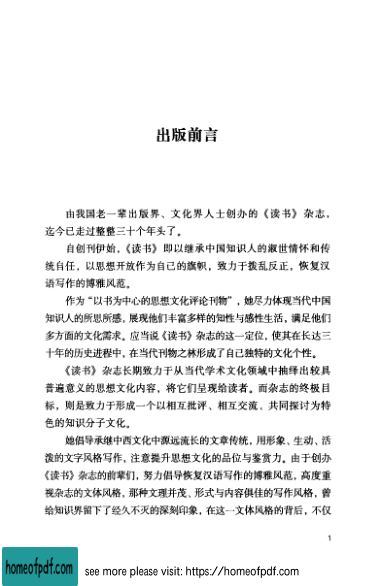 出版前言
由我国老一辈出版界、文化界人士创办的《读书》杂志,
迄今已走过整整三十个年头了。
自创刊伊始,《读书》即以继承中国知识人的淑世情怀和传
统自任,以思想开放作为自己的旗帜,致力于拨乱反正,恢复汉
语写作的博雅风范。
作为“以书为中心的思想文化评论刊物”,她尽力体现当代中国
知识人的所思所感,展现他们丰富多样的知性与感性生活,满足他们
多方面的文化需求。应当说《读书》杂志的这一定位,使其在长达三
十年的历史进程中,在当代刊物之林形成了自己独特的文化个性。
《读书》杂志长期致力于从当代学术文化领域中抽绎出较具
普遍意义的思想文化内容,将它们呈现给读者。而杂志的终极目
标,则是致力于形成一个以相互批评、相互交流、共同探讨为特
色的知识分子文化。
她倡导承继中西文化中源远流长的文章传统,用形象、生动、活
泼的文字风格写作,注意提升思想文化的品位与鉴赏力。由于创办
《读书》杂志的前辈们,努力倡导恢复汉语写作的博雅风范,高度重
视杂志的文体风格,那种文理并茂、形式与内容俱佳的写作风格,曾
给知识界留下了经久不灭的深刻印象,在这一文体风格的背后,不仅
1
homeofpdf.com
see more please visit: https://homeofpdf.com